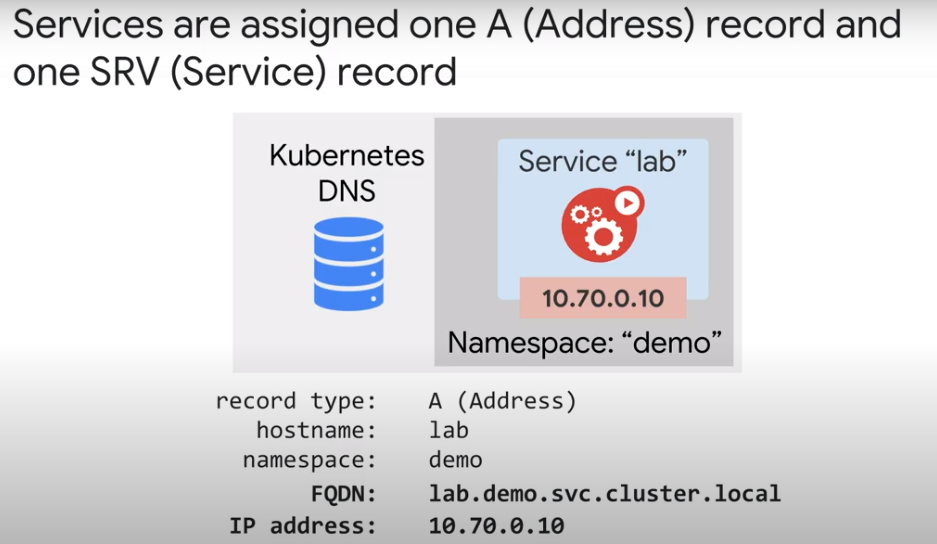 Services are assigned one A (Address) record and
one SRV (Service) record
Kubernetes
DNS
Service “lab”
10.70.0.10
Namespace: “demo”
record type: A (Address)
hostname: lab
namespace: demo
FQDN: lab.demo.svc.cluster.local
IP address: 10.70.0.10